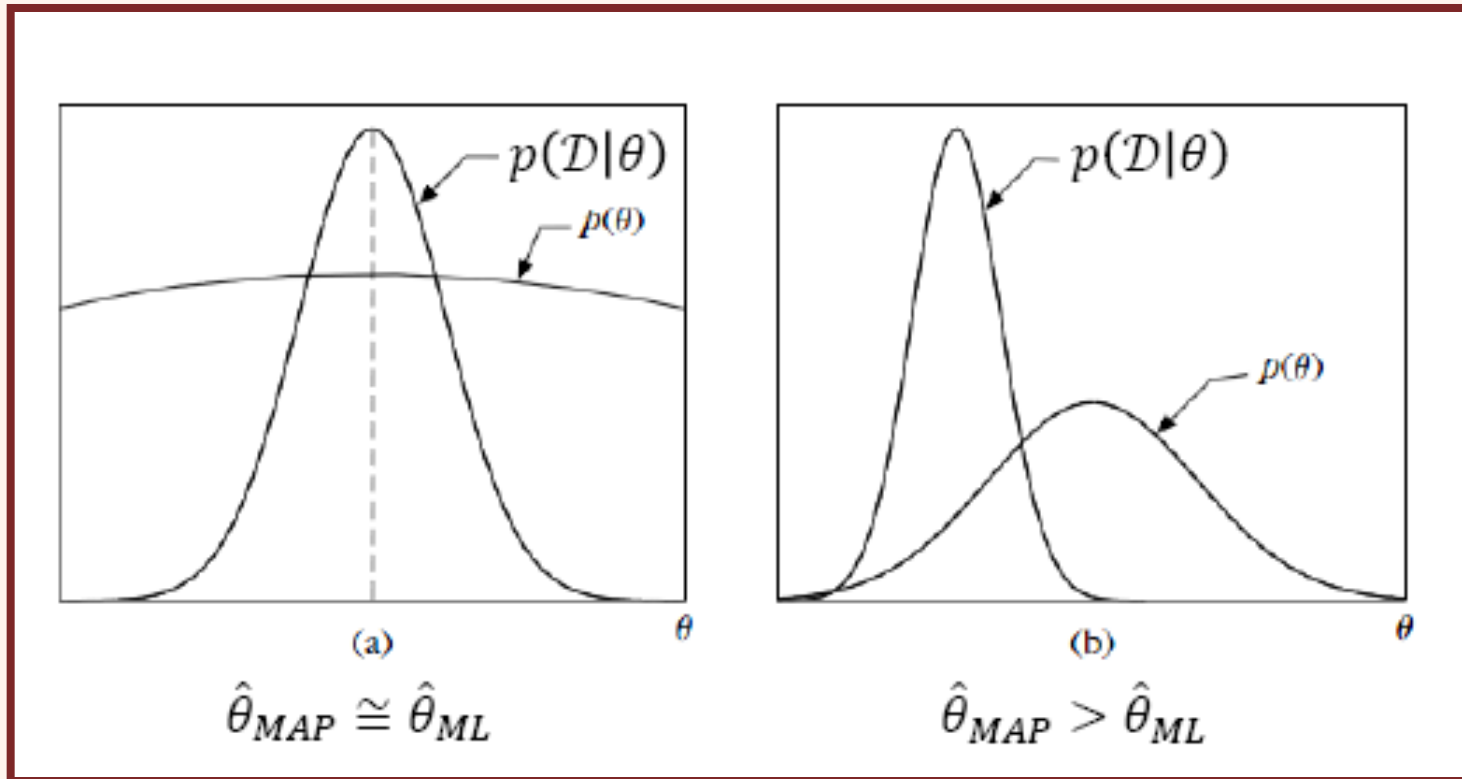 p(𝒟|θ)
p(θ)
θ
(a)
θ̂_MAP ≅ θ̂_ML
p(𝒟|θ)
p(θ)
θ
(b)
θ̂_MAP > θ̂_ML